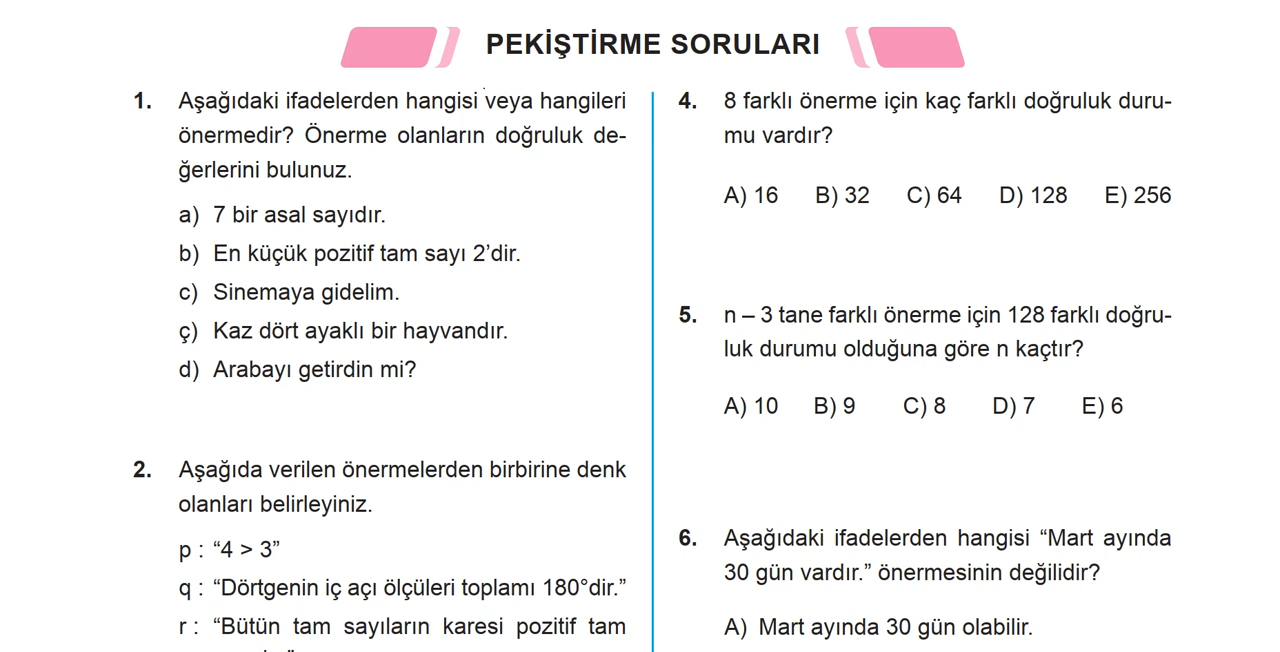 PEKİŞTİRME SORULARI
1. Aşağıdaki ifadelerden hangisi veya hangileri
önermedir? Önerme olanların doğruluk de-
ğerlerini bulunuz.
a) 7 bir asal sayıdır.
b) En küçük pozitif tam sayı 2’dir.
c) Sinemaya gidelim.
ç) Kaz dört ayaklı bir hayvandır.
d) Arabayı getirdin mi?
2. Aşağıda verilen önermelerden birbirine denk
olanları belirleyiniz.
p : “4 > 3”
q : “Dörtgenin iç açı ölçüleri toplamı 180°dir.”
r : “Bütün tam sayıların karesi pozitif tam
4. 8 farklı önerme için kaç farklı doğruluk duru-
mu vardır?
A) 16 B) 32 C) 64 D) 128 E) 256
5. n – 3 tane farklı önerme için 128 farklı doğru-
luk durumu olduğuna göre n kaçtır?
A) 10 B) 9 C) 8 D) 7 E) 6
6. Aşağıdaki ifadelerden hangisi “Mart ayında
30 gün vardır.” önermesinin değilidir?
A) Mart ayında 30 gün olabilir.